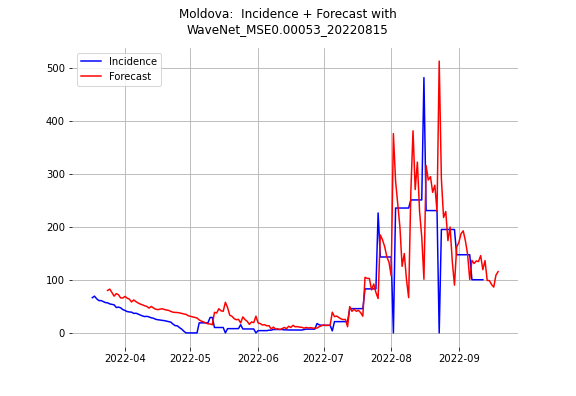 Moldova:  Incidence + Forecast with
WaveNet_MSE0.00053_20220815
Incidence
Forecast
500
400
300
200
100
0
2022-04 2022-05 2022-06 2022-07 2022-08 2022-09